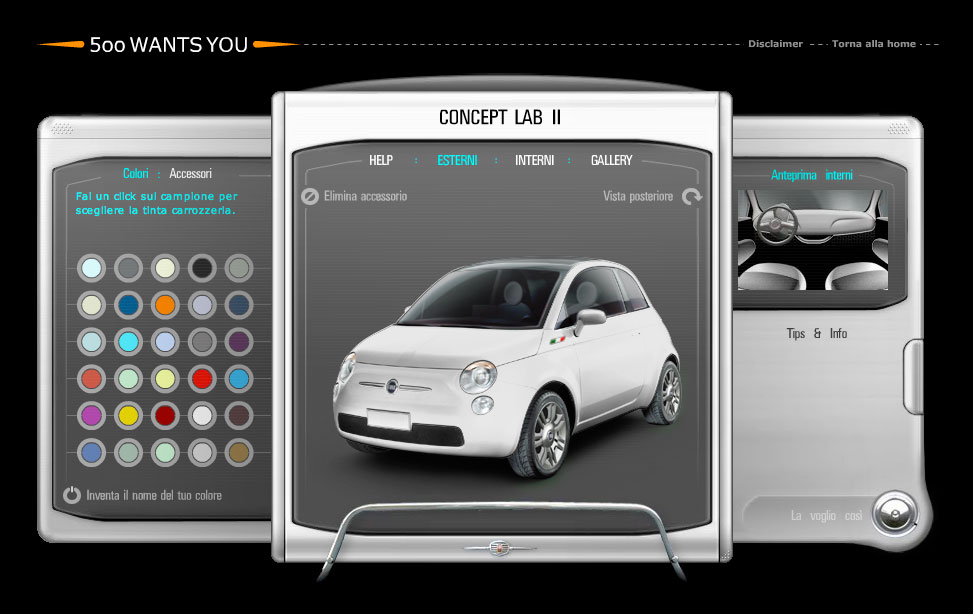 5oo WANTS YOU
Disclaimer
Torna alla home
CONCEPT LAB II
HELP : ESTERNI : INTERNI : GALLERY
Colori : Accessori
Fai un click sul campione per
scegliere la tinta carrozzeria.
Elimina accessorio
Vista posteriore
Anteprima interni
Tips & Info
Inventa il nome del tuo colore
La voglio così